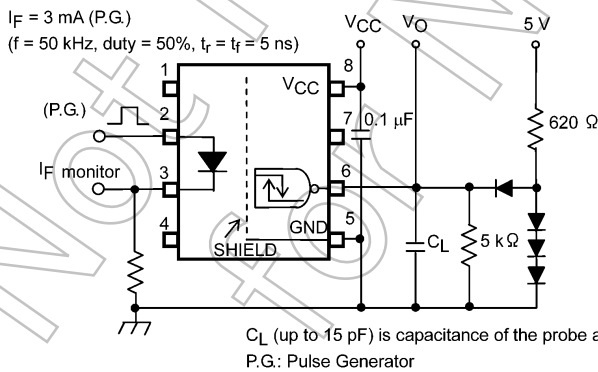 IF = 3 mA (P.G.)
(f = 50 kHz, duty = 50%, tr = tf = 5 ns)
VCC
VO
5 V
1
8
VCC
(P.G.)
2
7
0.1 μF
620 Ω
IF monitor
3
6
4
5
GND
SHIELD
CL
5 kΩ
CL (up to 15 pF) is capacitance of the probe a
P.G.: Pulse Generator
Not
for
N